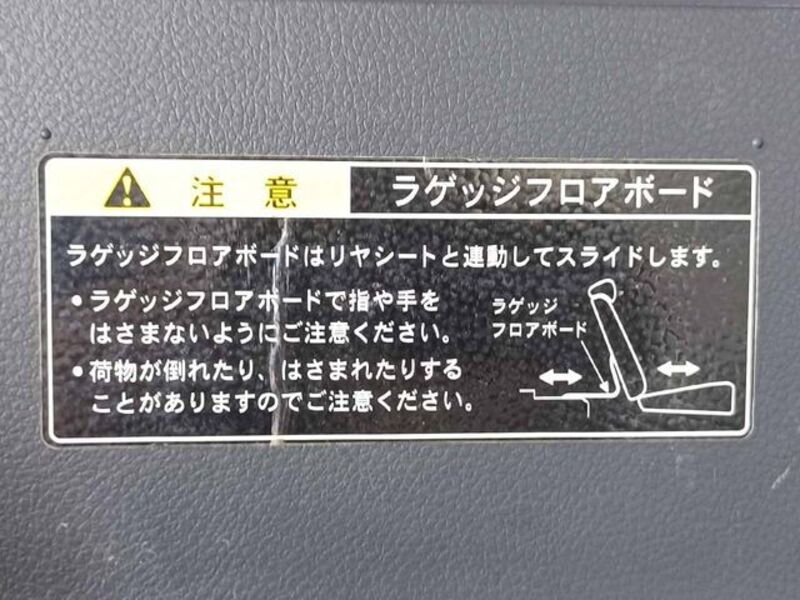 注意 ラゲッジフロアボード
ラゲッジフロアボードはリヤシートと連動してスライドします。
•ラゲッジフロアボードで指や手を
はさまないようにご注意ください。
•荷物が倒れたり、はさまれたりする
ことがありますのでご注意ください。
ラゲッジ
フロアボード